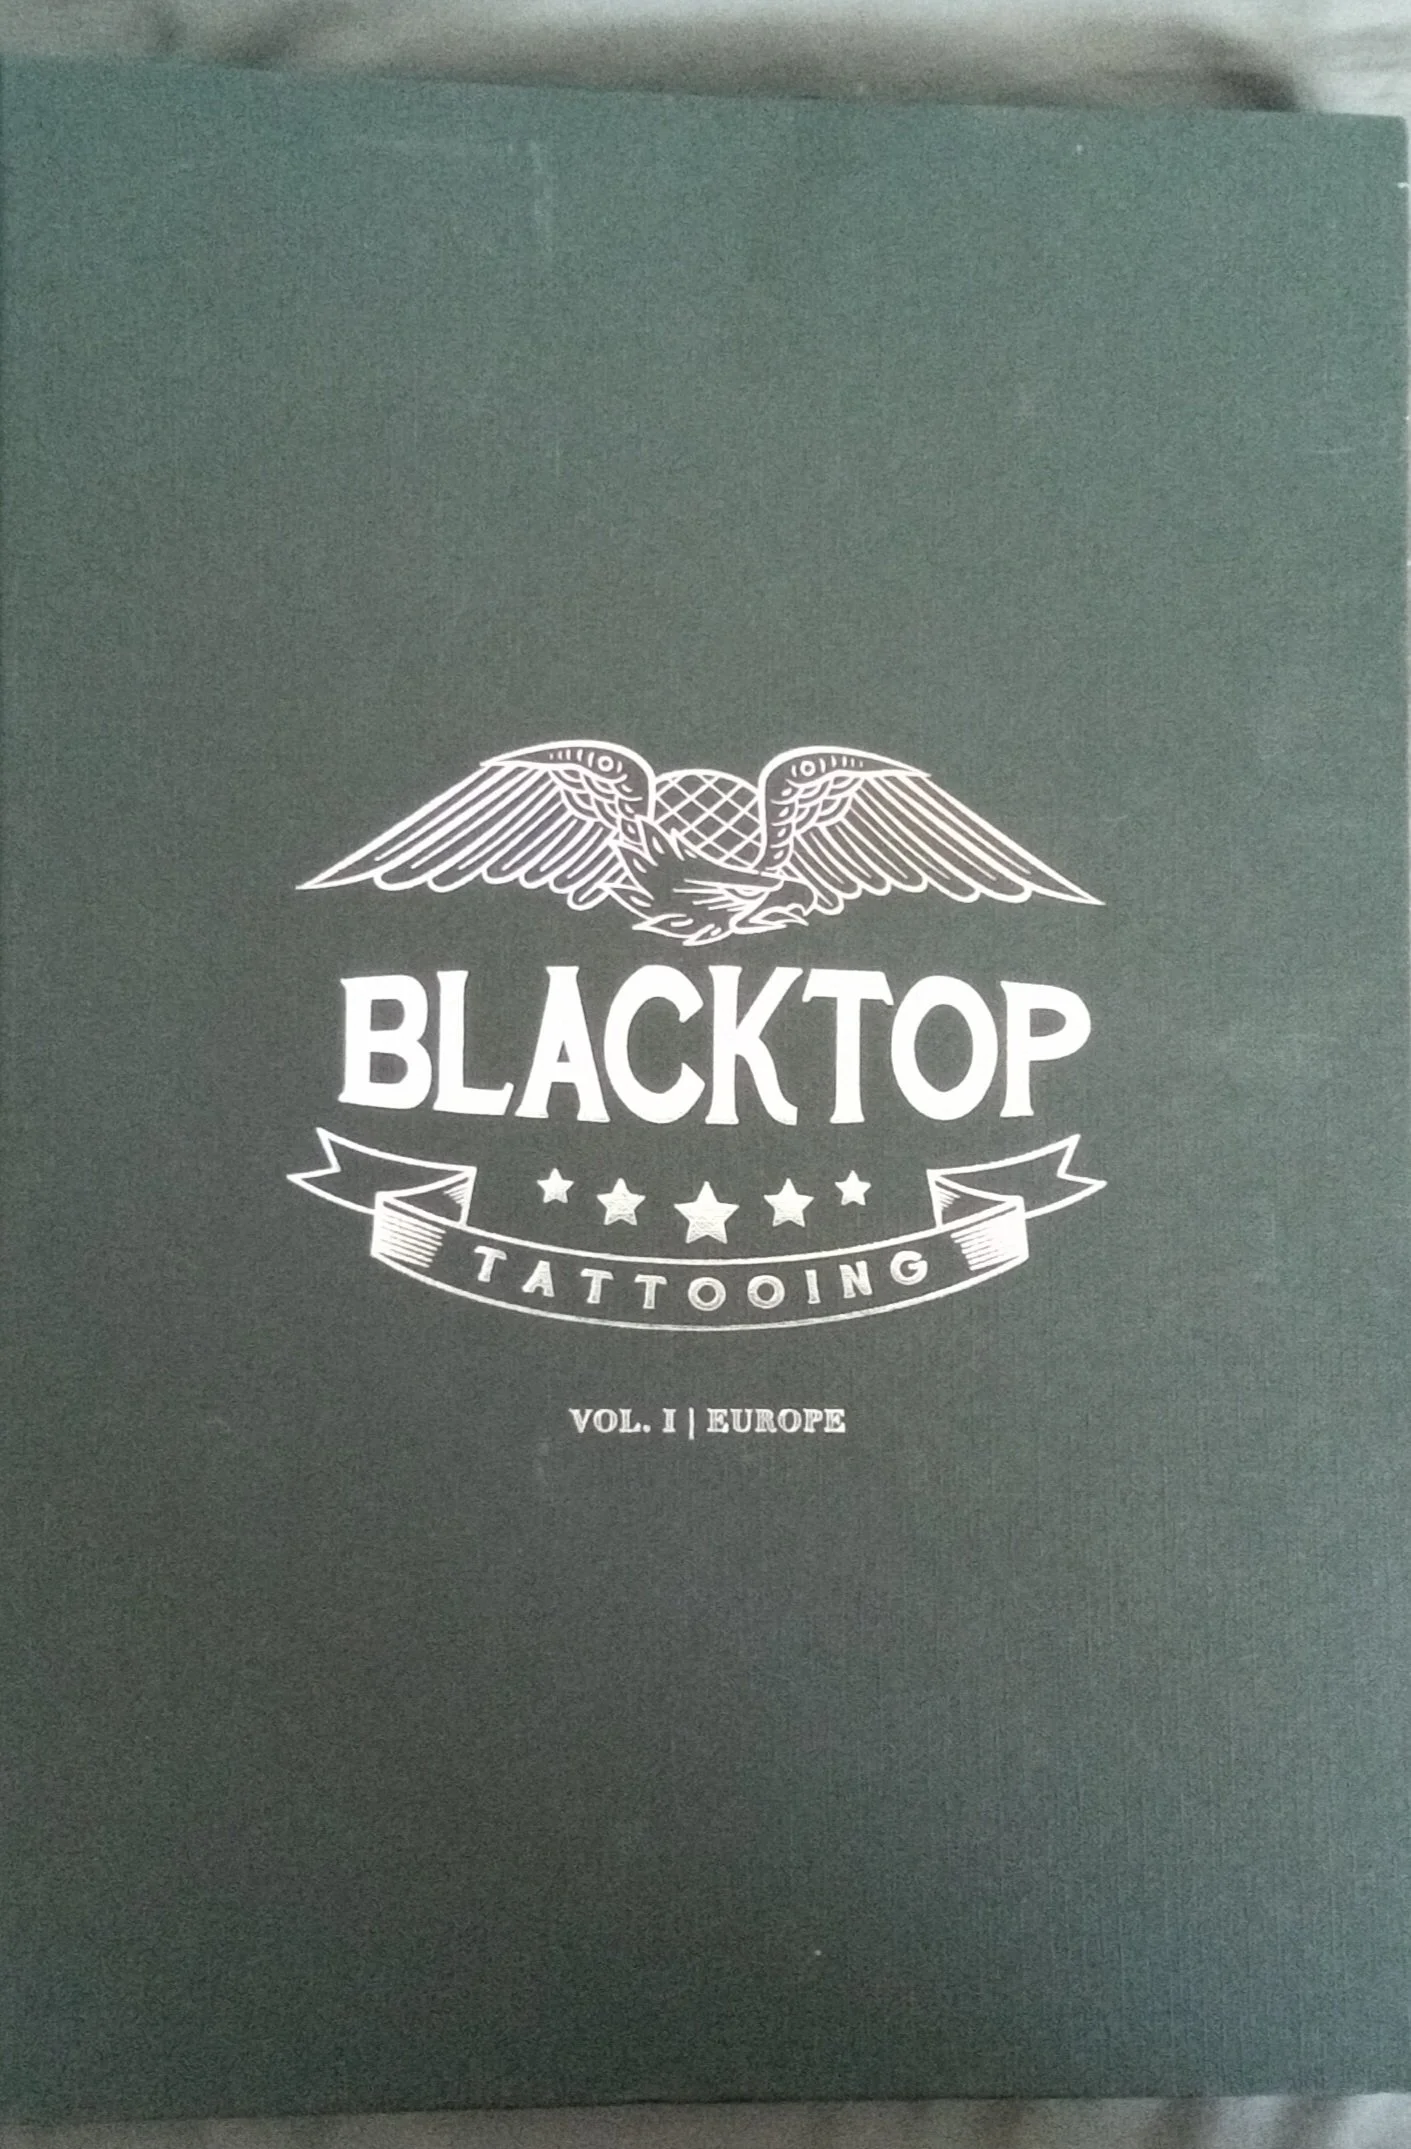 BLACKTOP
TATTOOING
VOL. I | EUROPE